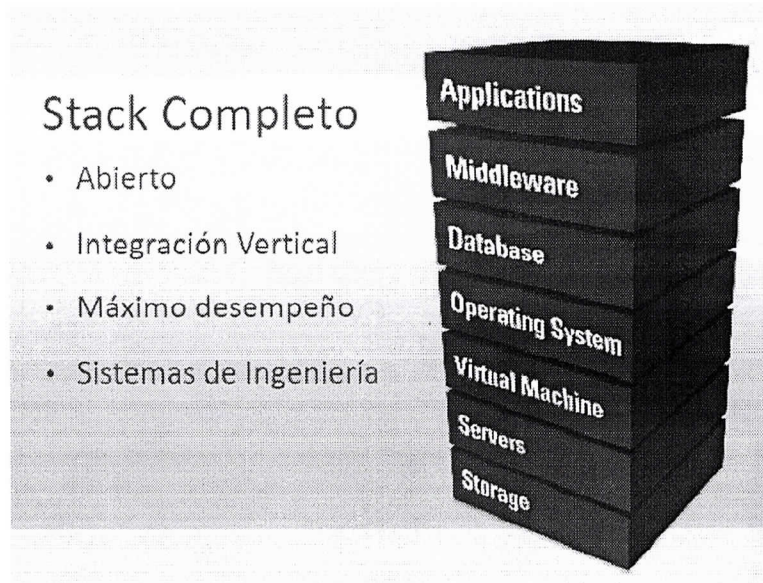 Stack Completo
• Abierto
• Integración Vertical
• Máximo desempeño
• Sistemas de Ingeniería
Applications
Middleware
Database
Operating System
Virtual Machine
Servers
Storage